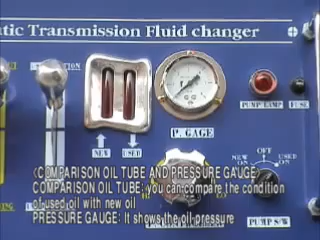 atic Transmission Fluid changer
P. GAGE
PUMP LAMP
FUSE
NEW
USED
OFF
NEW
ON
USED
ON
<COMPARISON OIL TUBE AND PRESSURE GAUGE
COMPARISON OIL TUBE: you can compare the condition
of used oil with new oil
PRESSURE GAUGE: It shows the oil pressure
PUMP S/W